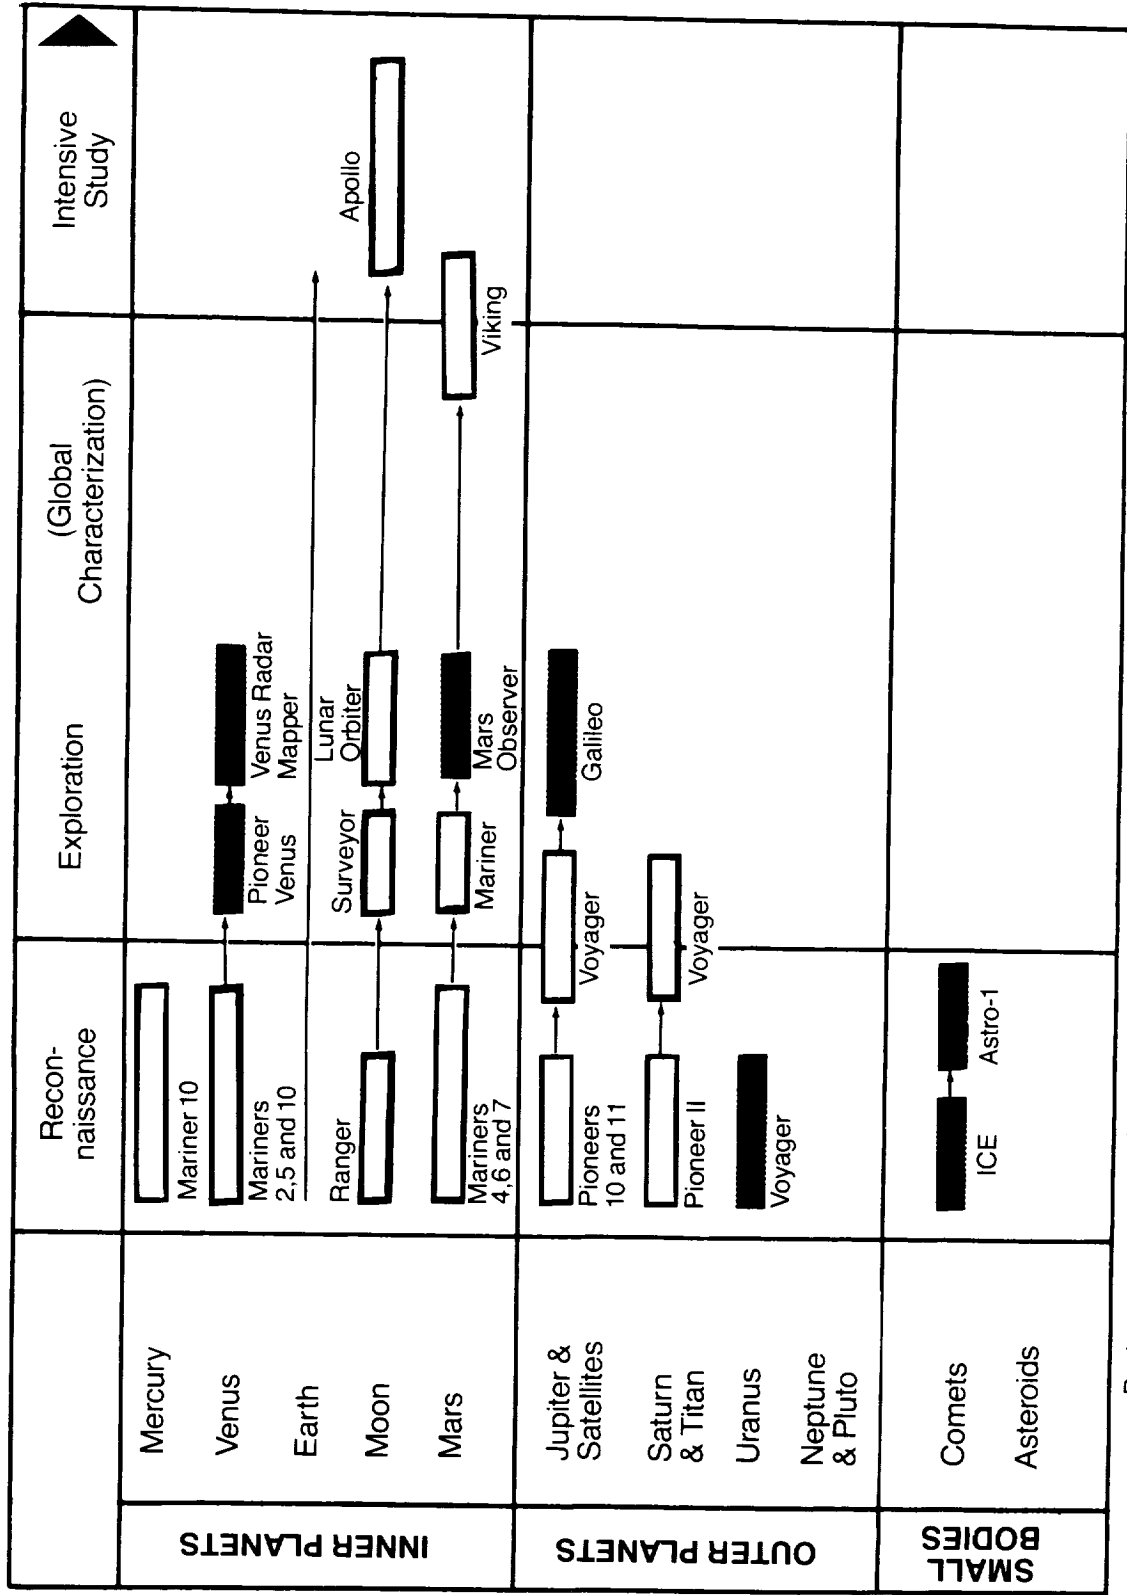 Recon-
naissance
Exploration
(Global
Characterization)
Intensive
Study
INNER PLANETS
Mercury
Mariner 10
Venus
Mariners
2,5 and 10
Pioneer
Venus
Venus Radar
Mapper
Earth
Moon
Ranger
Surveyor
Lunar
Orbiter
Apollo
Mars
Mariners
4,6 and 7
Mariner
Mars
Observer
Viking
OUTER PLANETS
Jupiter &
Satellites
Pioneers
10 and 11
Voyager
Galileo
Saturn
& Titan
Pioneer II
Voyager
Uranus
Voyager
Neptune
& Pluto
SMALL
BODIES
Comets
ICE
Astro-1
Asteroids